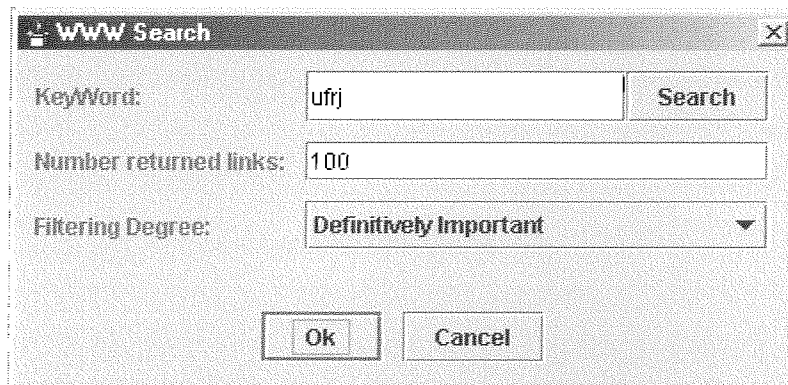 WWW Search
KeyWord: ufrj Search
Number returned links: 100
Filtering Degree: Definitively Important
Ok Cancel